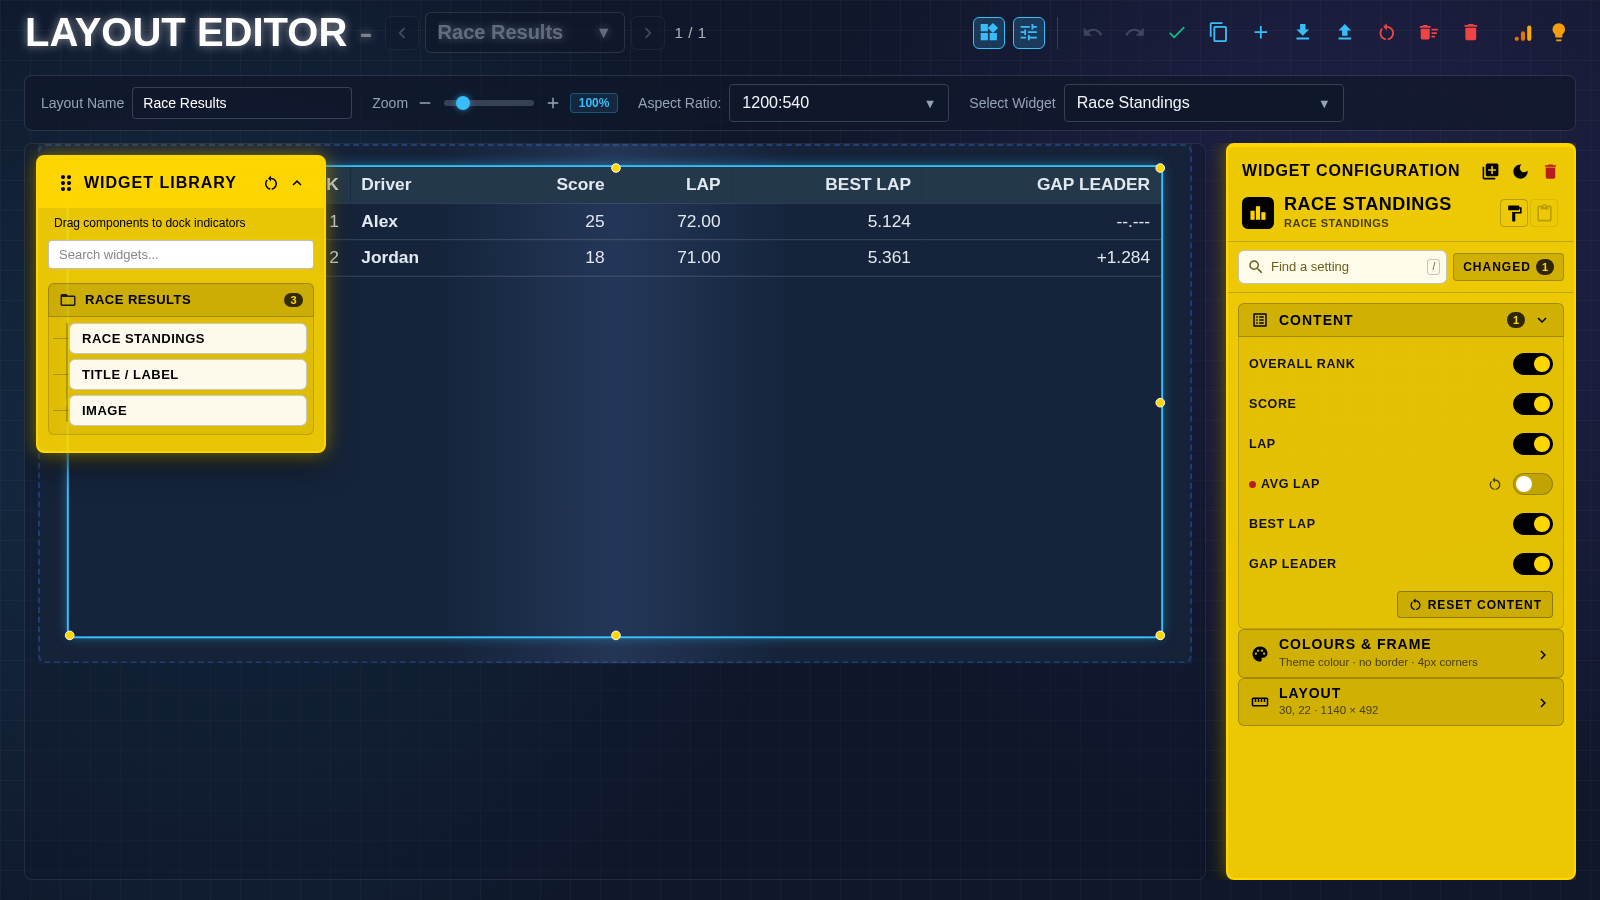 LAYOUT EDITOR - Race Results ▼ 1 / 1
Layout Name Race Results Zoom − + 100% Aspect Ratio: 1200:540 ▼ Select Widget Race Standings ▼
WIDGET LIBRARY
Drag components to dock indicators
Search widgets...
RACE RESULTS 3
RACE STANDINGS
TITLE / LABEL
IMAGE
K Driver Score LAP BEST LAP GAP LEADER
1 Alex 25 72.00 5.124 --.---
2 Jordan 18 71.00 5.361 +1.284
WIDGET CONFIGURATION
RACE STANDINGS
RACE STANDINGS
Find a setting / CHANGED 1
CONTENT 1
OVERALL RANK
SCORE
LAP
AVG LAP
BEST LAP
GAP LEADER
RESET CONTENT
COLOURS & FRAME
Theme colour · no border · 4px corners
LAYOUT
30, 22 · 1140 × 492